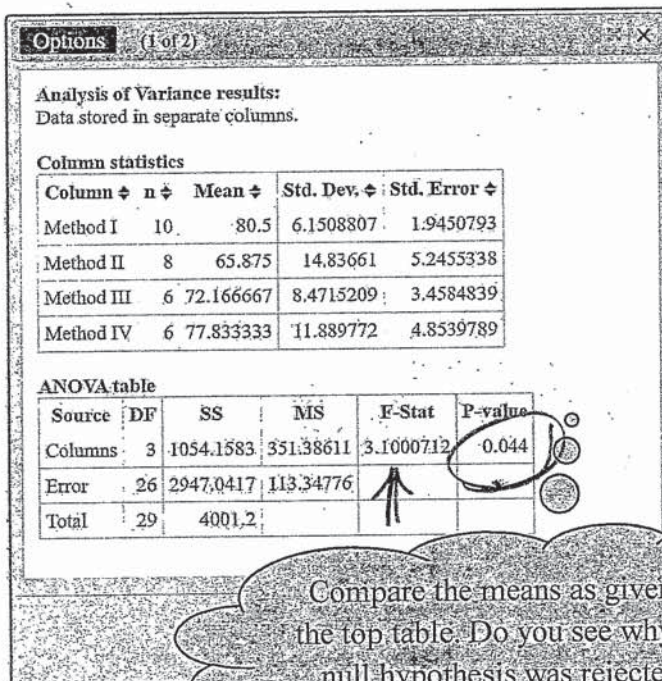 Options (1 of 2) X
Analysis of Variance results:
Data stored in separate columns.
Column statistics
Column n Mean Std. Dev. Std. Error
Method I 10 80.5 6.1508807 1.9450793
Method II 8 65.875 14.83661 5.2455338
Method III 6 72.166667 8.4715209 3.4584839
Method IV 6 77.833333 11.889772 4.8539789
ANOVA table
Source DF SS MS F-Stat P-value
Columns 3 1054.1583 351.38611 3.1000712 0.044
Error 26 2947.0417 113.34776
Total 29 4001.2
Compare the means as give
the top table. Do you see why
null hypothesis was rejecte